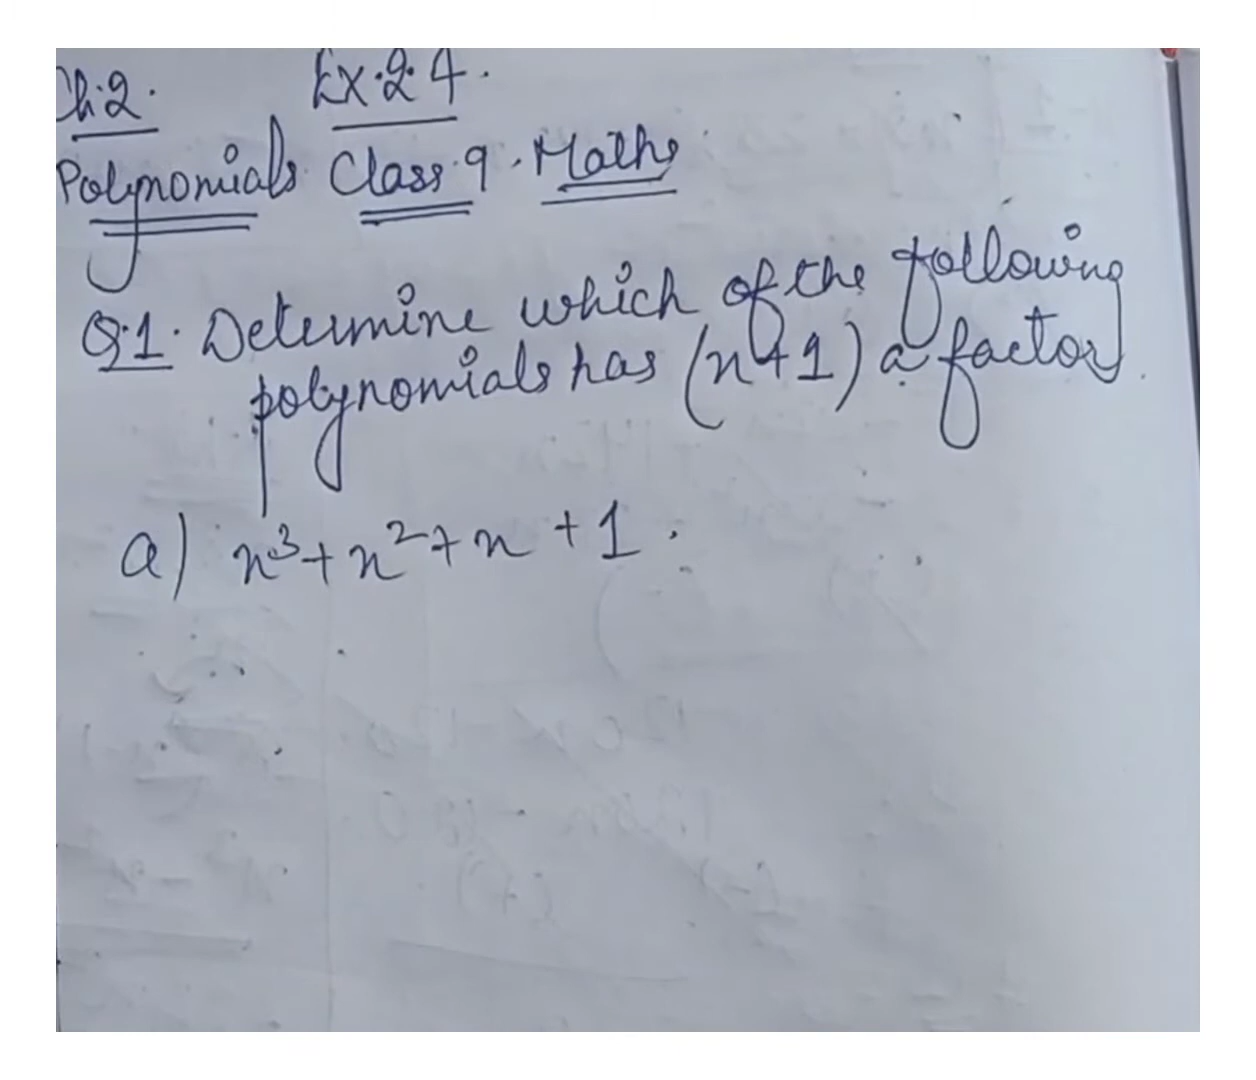 Ch:2. Ex.2.4.
Polynomials Class 9. Maths
Q.1. Determine which of the following
polynomials has (x+1) a factor.
a) x³+x²+x+1.